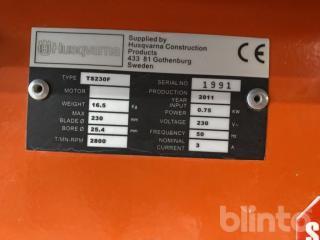 Husqvarna
Supplied by
Husqvarna Construction
Products
433 81 Gothenburg
Sweden
CE
TYPE TS230F
SERIAL NO 1991
MOTOR
PRODUCTION YEAR 2011
WEIGHT 16.5 Kg
INPUT POWER 0.75 KW
MAX BLADE Ø 230 mm
VOLTAGE 230 V~
BORE Ø 25,4 mm
FREQUENCY 50 Hz
T/MN-RPM 2800
NOMINAL CURRENT 3 A
blinto
S